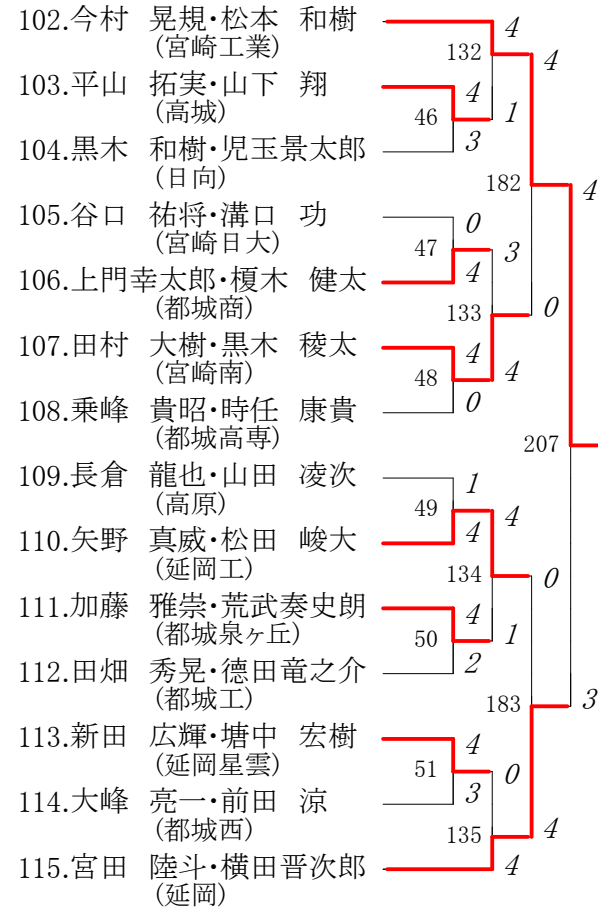 102.今村 晃規・松本 和樹
(宮崎工業)
103.平山 拓実・山下 翔
(高城)
104.黒木 和樹・児玉景太郎
(日向)
105.谷口 祐将・溝口 功
(宮崎日大)
106.上門幸太郎・榎木 健太
(都城商)
107.田村 大樹・黒木 稜太
(宮崎南)
108.乗峰 貴昭・時任 康貴
(都城高専)
109.長倉 龍也・山田 凌次
(高原)
110.矢野 真威・松田 峻大
(延岡工)
111.加藤 雅崇・荒武奏史朗
(都城泉ヶ丘)
112.田畑 秀晃・德田竜之介
(都城工)
113.新田 広輝・塘中 宏樹
(延岡星雲)
114.大峰 亮一・前田 涼
(都城西)
115.宮田 陸斗・横田晋次郎
(延岡)
46
4
3
47
0
4
48
4
0
49
1
4
50
4
2
51
4
3
132
4
1
133
3
4
134
4
1
135
0
4
182
4
0
183
0
4
207
4
3